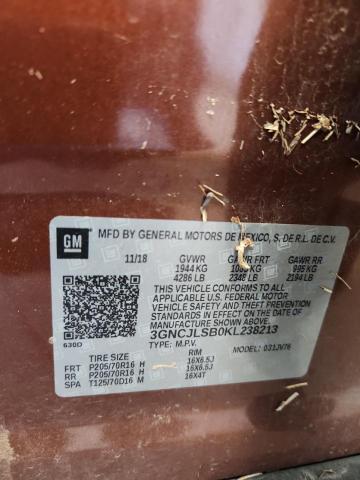 GM
MFD BY GENERAL MOTORS DE MEXICO, S. DE R.L. DE C.V.
11/18 GVWR GAWR FRT GAWR RR
1944 KG 1065 KG 995 KG
4286 LB 2348 LB 2194 LB
THIS VEHICLE CONFORMS TO ALL
APPLICABLE U.S. FEDERAL MOTOR
VEHICLE SAFETY AND THEFT PREVENTION
STANDARDS IN EFFECT ON THE DATE OF
MANUFACTURE SHOWN ABOVE.
3GNCJLSB0KL238213
630D TYPE: M.P.V. MODEL: 031JV76
TIRE SIZE RIM
FRT P205/70R16 H 16X6.5J
RR P205/70R16 H 16X6.5J
SPA T125/70D16 M 16X4T